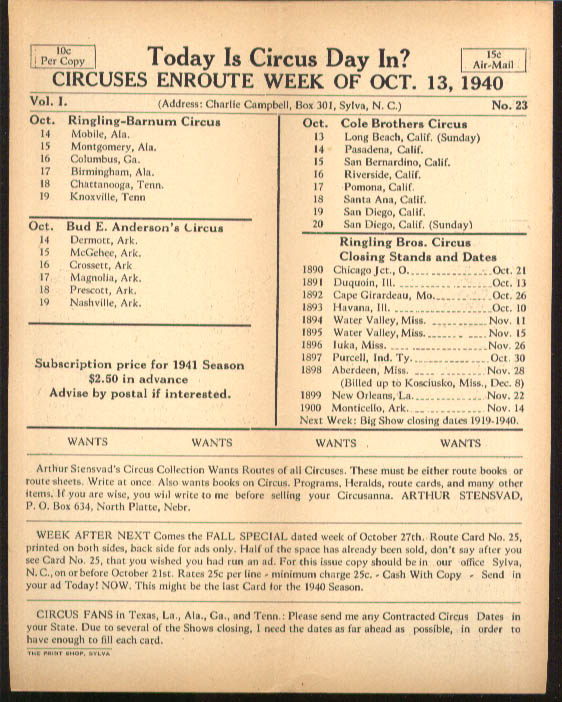 10c
Per Copy
Today Is Circus Day In?
15c
Air-Mail
CIRCUSES ENROUTE WEEK OF OCT. 13, 1940
Vol. I.
(Address: Charlie Campbell, Box 301, Sylva, N. C.)
No. 23
Oct. Ringling-Barnum Circus
14 Mobile, Ala.
15 Montgomery, Ala.
16 Columbus, Ga.
17 Birmingham, Ala.
18 Chattanooga, Tenn.
19 Knoxville, Tenn
Oct. Bud E. Anderson's Circus
14 Dermott, Ark.
15 McGehee, Ark.
16 Crossett, Ark
17 Magnolia, Ark.
18 Prescott, Ark.
19 Nashville, Ark.
Subscription price for 1941 Season
$2.50 in advance
Advise by postal if interested.
Oct. Cole Brothers Circus
13 Long Beach, Calif. (Sunday)
14 Pasadena, Calif.
15 San Bernardino, Calif.
16 Riverside, Calif.
17 Pomona, Calif.
18 Santa Ana, Calif.
19 San Diego, Calif.
20 San Diego, Calif. (Sunday)
Ringling Bros. Circus
Closing Stands and Dates
1890 Chicago Jct., O. Oct. 21
1891 Duquoin, Ill. Oct. 13
1892 Cape Girardeau, Mo. Oct. 26
1893 Havana, Ill. Oct. 10
1894 Water Valley, Miss. Nov. 11
1895 Water Valley, Miss. Nov. 15
1896 Iuka, Miss. Nov. 26
1897 Purcell, Ind. Ty. Oct. 30
1898 Aberdeen, Miss. Nov. 28
(Billed up to Kosciusko, Miss., Dec. 8)
1899 New Orleans, La. Nov. 22
1900 Monticello, Ark. Nov. 14
Next Week: Big Show closing dates 1919-1940.
WANTS WANTS WANTS WANTS
Arthur Stensvad's Circus Collection Wants Routes of all Circuses. These must be either route books or
route sheets. Write at once. Also wants books on Circus. Programs, Heralds, route cards, and many other
items. If you are wise, you will write to me before selling your Circusanna. ARTHUR STENSVAD,
P. O. Box 634, North Platte, Nebr.
WEEK AFTER NEXT Comes the FALL SPECIAL dated week of October 27th. Route Card No. 25,
printed on both sides, back side for ads only. Half of the space has already been sold, don't say after you
see Card No. 25, that you wished you had run an ad. For this issue copy should be in our office Sylva,
N. C., on or before October 21st. Rates 25c per line - minimum charge 25c. - Cash With Copy - Send in
your ad Today! NOW. This might be the last Card for the 1940 Season.
CIRCUS FANS in Texas, La., Ala., Ga., and Tenn.: Please send me any Contracted Circus Dates in
your State. Due to several of the Shows closing, I need the dates as far ahead as possible, in order to
have enough to fill each card.
THE PRINT SHOP, SYLVA